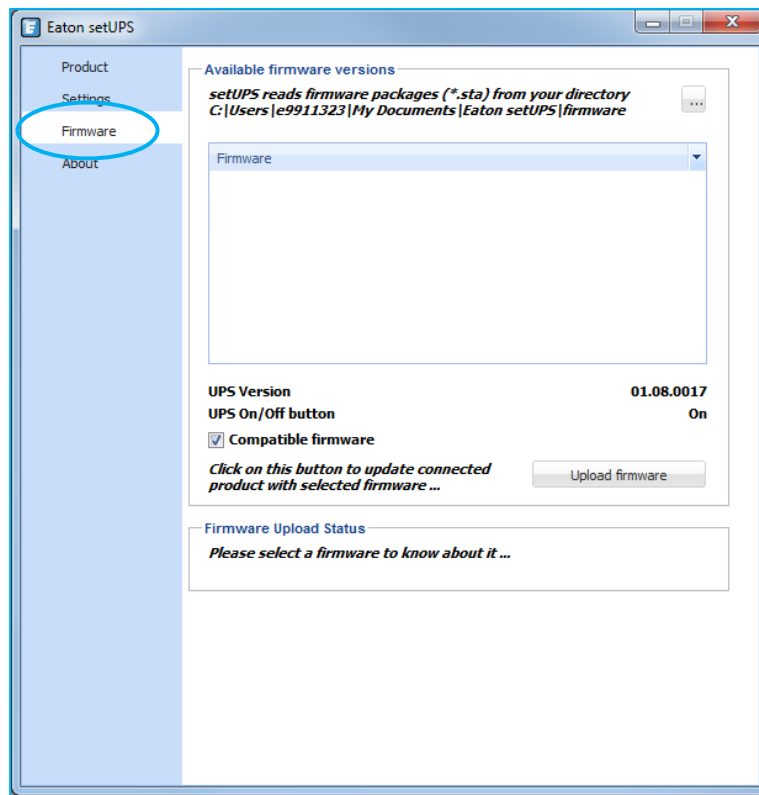 Eaton setUPS
Product
Settings
Firmware
About
Available firmware versions
setUPS reads firmware packages (*.sta) from your directory
C:|Users|e9911323|My Documents|Eaton setUPS|firmware
...
Firmware
UPS Version 01.08.0017
UPS On/Off button On
Compatible firmware
Click on this button to update connected
product with selected firmware ...
Upload firmware
Firmware Upload Status
Please select a firmware to know about it ...